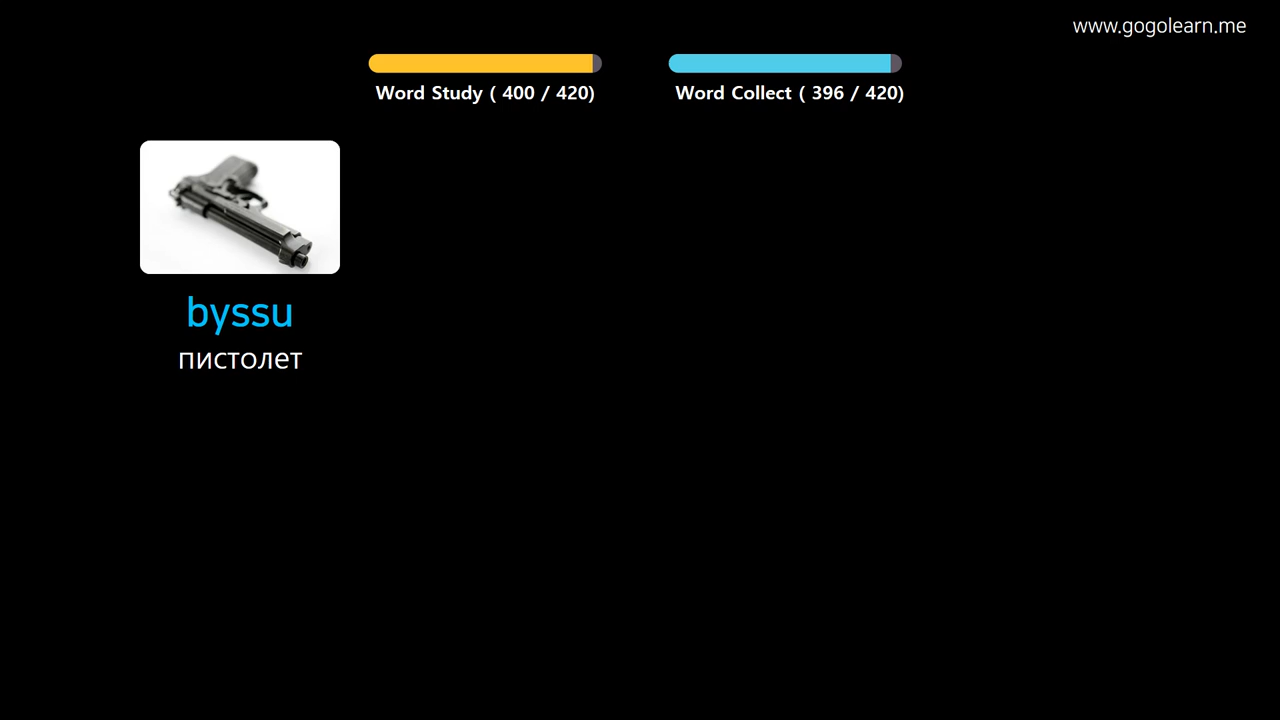 www.gogolearn.me
Word Study ( 400 / 420)
Word Collect ( 396 / 420)
byssu
пистолет